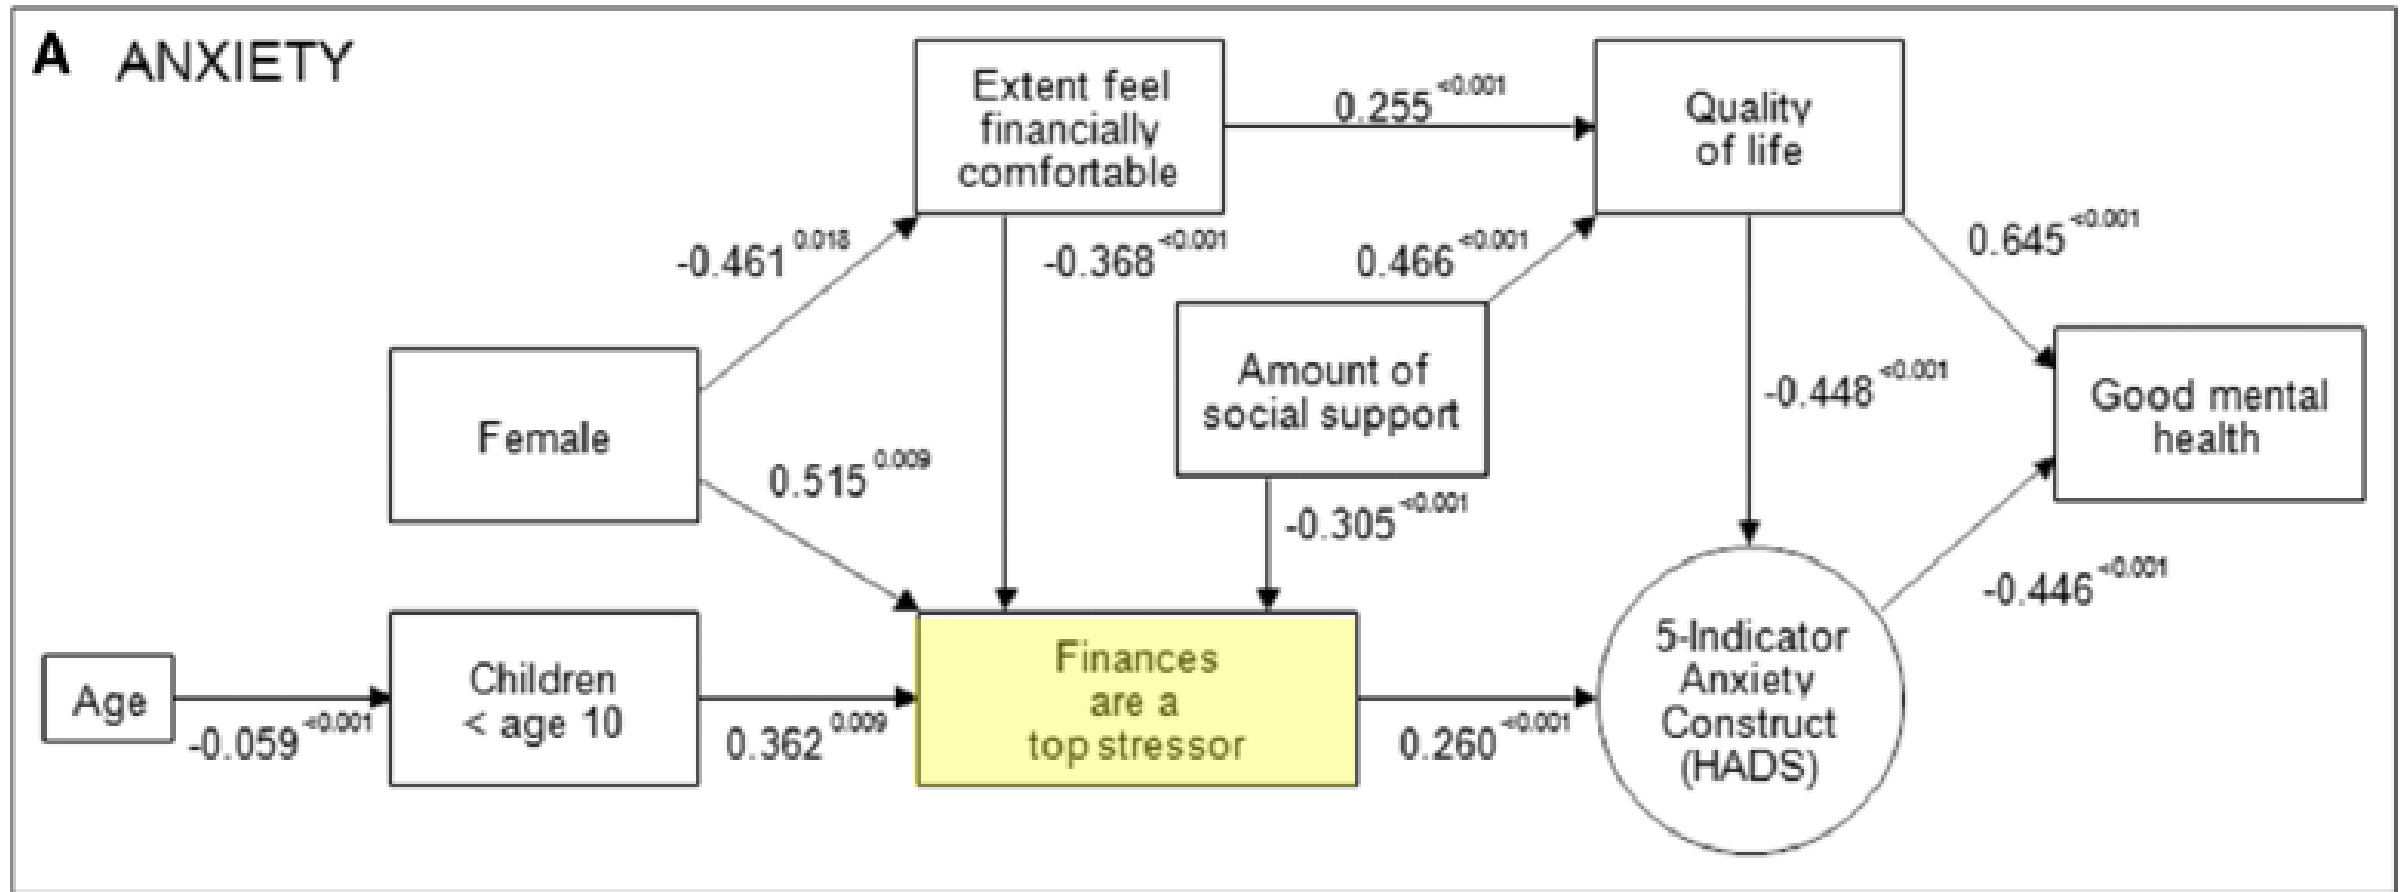 A ANXIETY
Extent feel
financially
comfortable
0.255<0.001
Quality
of life
-0.461 0.018
-0.368<0.001
0.466<0.001
0.645<0.001
Female
Amount of
social support
-0.448<0.001
Good mental
health
0.515 0.009
-0.305<0.001
-0.446<0.001
Age
-0.059<0.001
Children
< age 10
0.362 0.009
Finances
are a
top stressor
0.260<0.001
5-Indicator
Anxiety
Construct
(HADS)